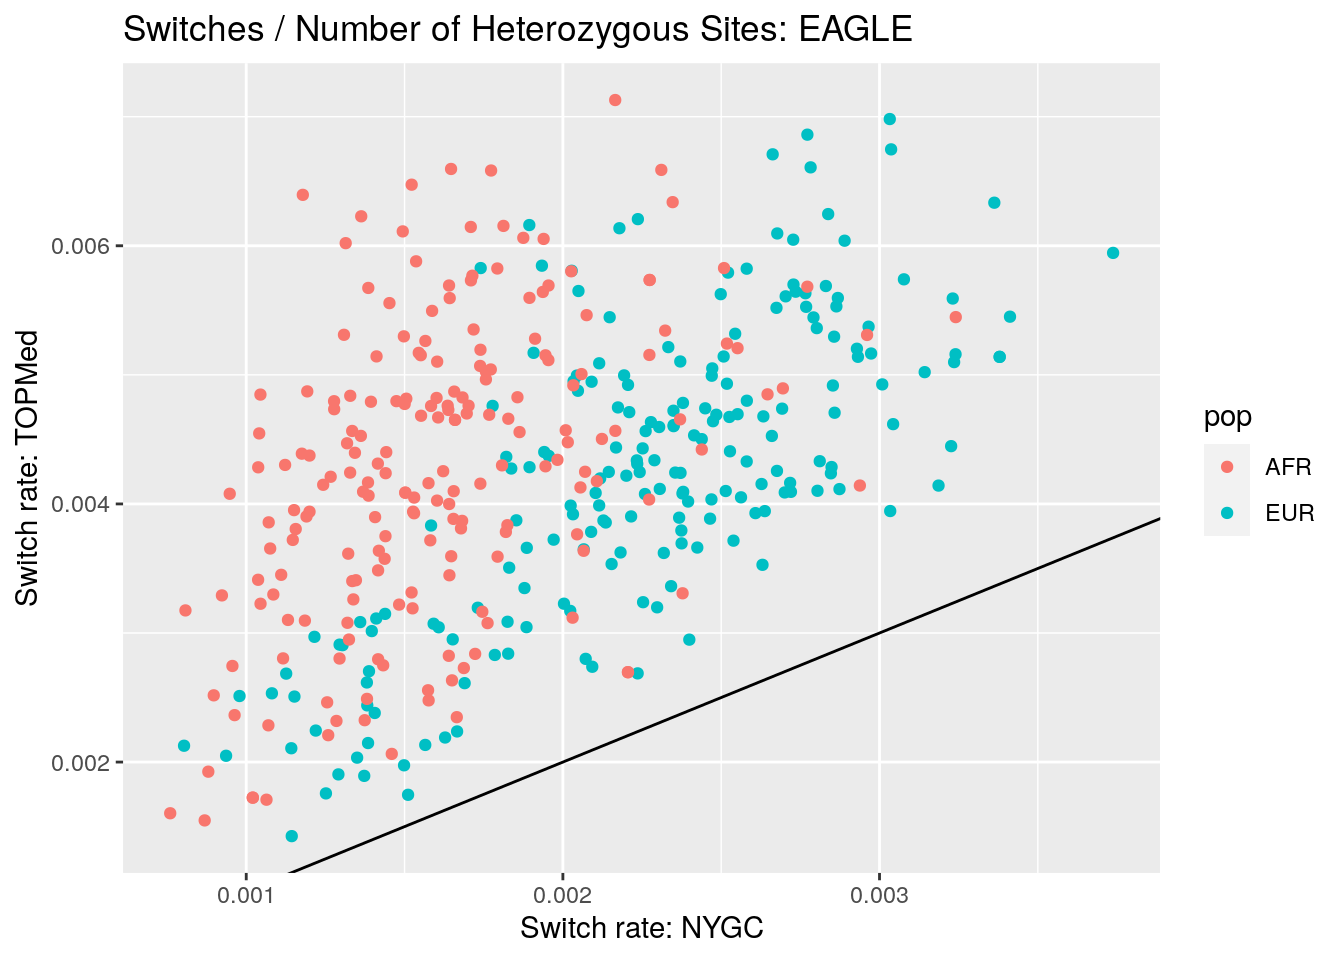 Switches / Number of Heterozygous Sites: EAGLE
Switch rate: TOPMed
0.006
0.004
0.002
0.001
0.002
0.003
Switch rate: NYGC
pop
AFR
EUR